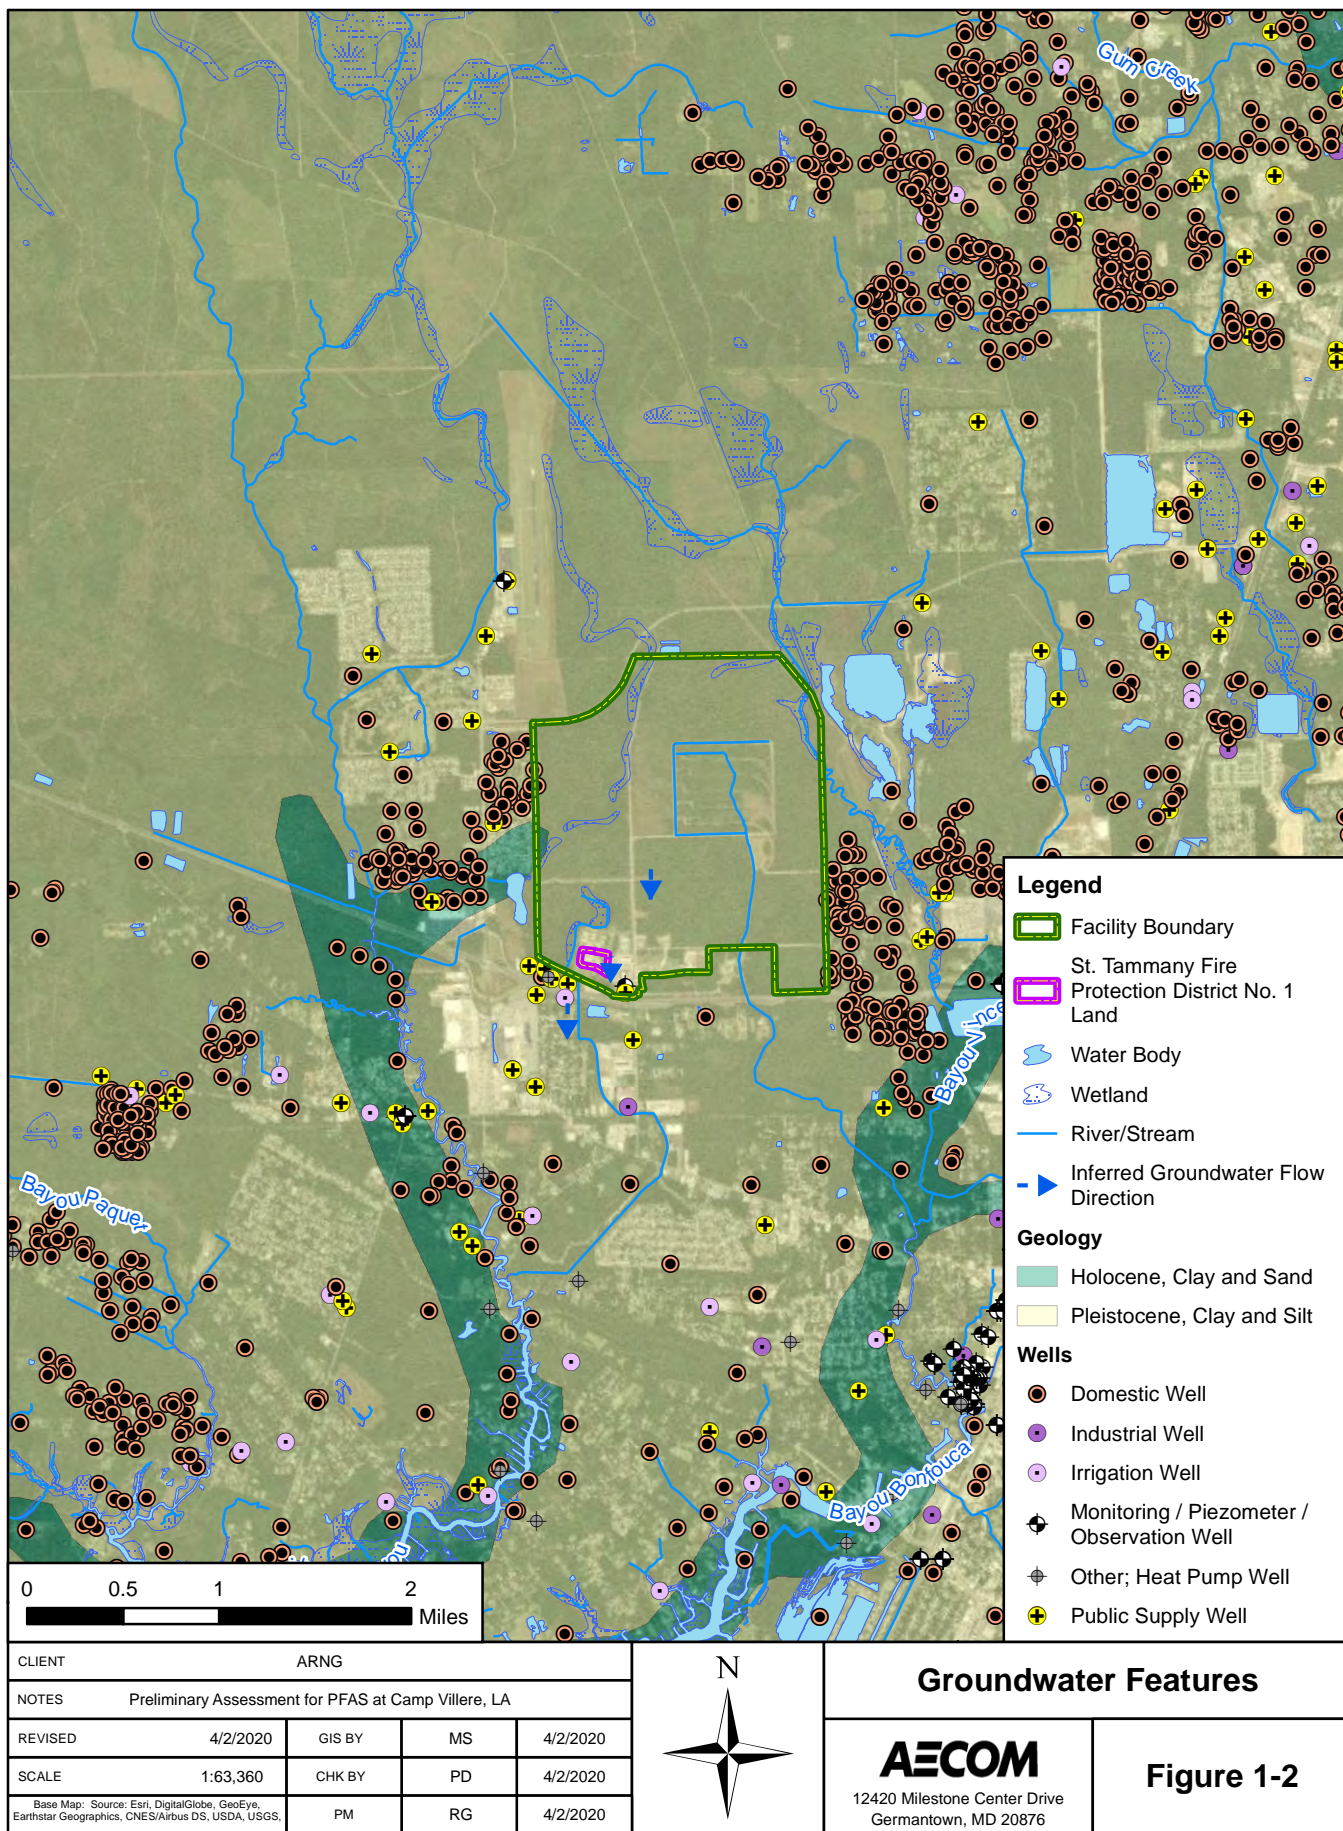 Gum Creek
Bayou Vince
Bayou Paquet
Bayou Bonfouca
ou
Legend
Facility Boundary
St. Tammany Fire
Protection District No. 1
Land
Water Body
Wetland
River/Stream
Inferred Groundwater Flow
Direction
Geology
Holocene, Clay and Sand
Pleistocene, Clay and Silt
Wells
Domestic Well
Industrial Well
Irrigation Well
Monitoring / Piezometer /
Observation Well
Other; Heat Pump Well
Public Supply Well
0 0.5 1 2
Miles
CLIENT ARNG
NOTES Preliminary Assessment for PFAS at Camp Villere, LA
REVISED 4/2/2020 GIS BY MS 4/2/2020
SCALE 1:63,360 CHK BY PD 4/2/2020
Base Map: Source: Esri, DigitalGlobe, GeoEye,
Earthstar Geographics, CNES/Airbus DS, USDA, USGS,
PM RG 4/2/2020
N
Groundwater Features
AECOM
12420 Milestone Center Drive
Germantown, MD 20876
Figure 1-2